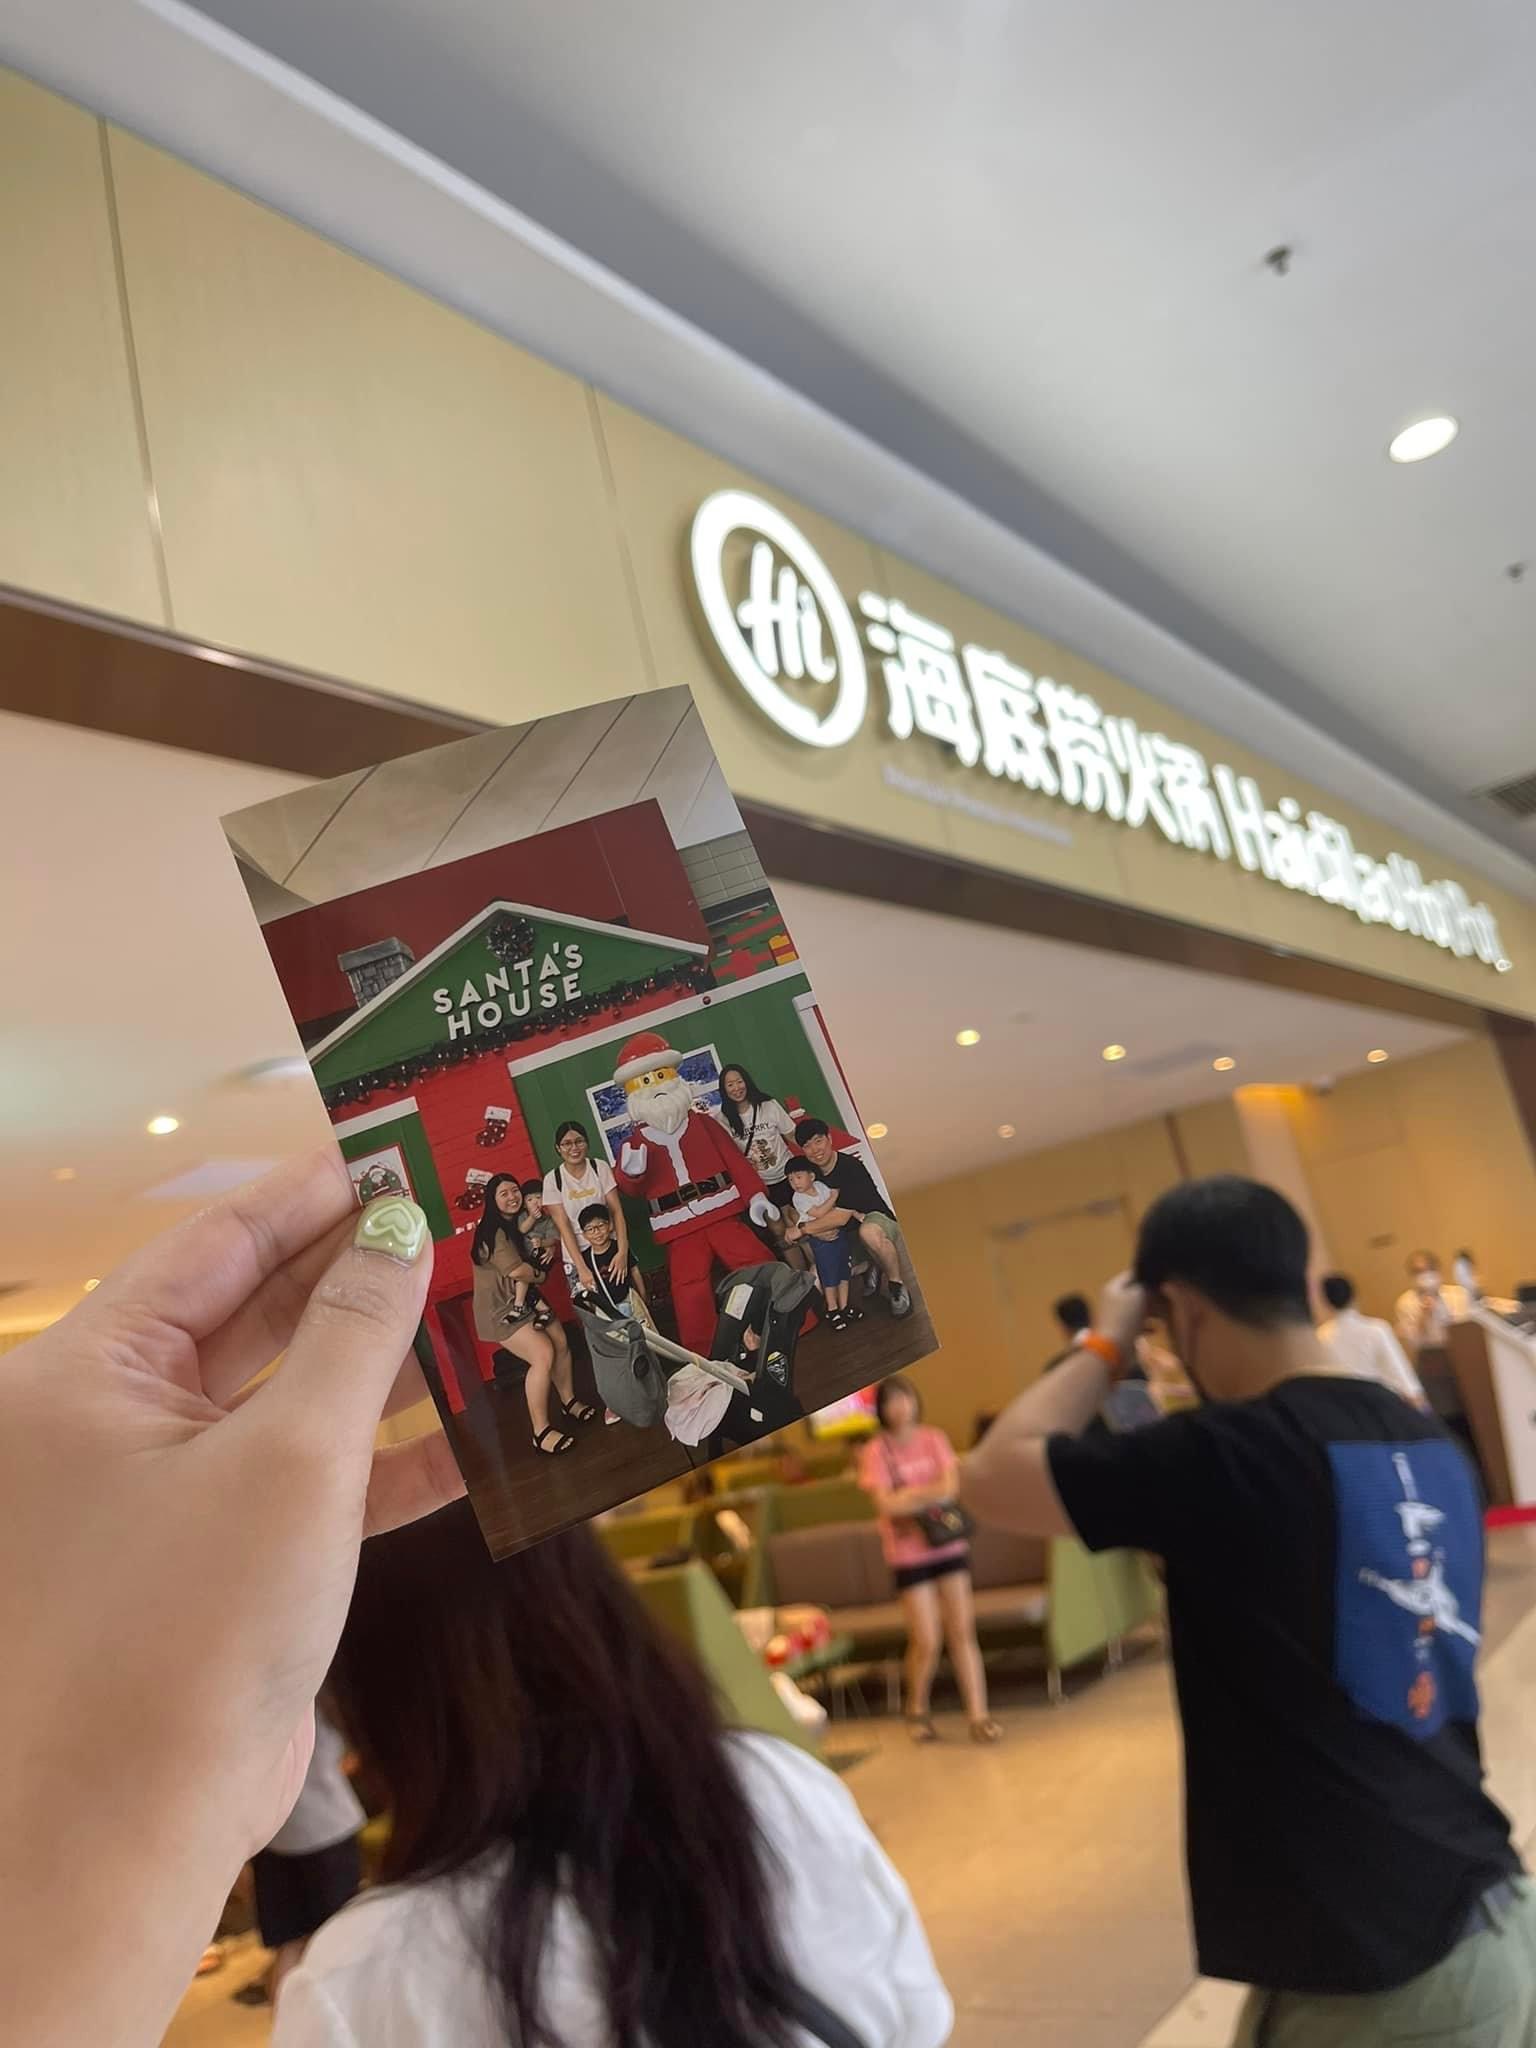 Hi 海底捞火锅 Haidilao Hot Pot
SANTA'S
HOUSE